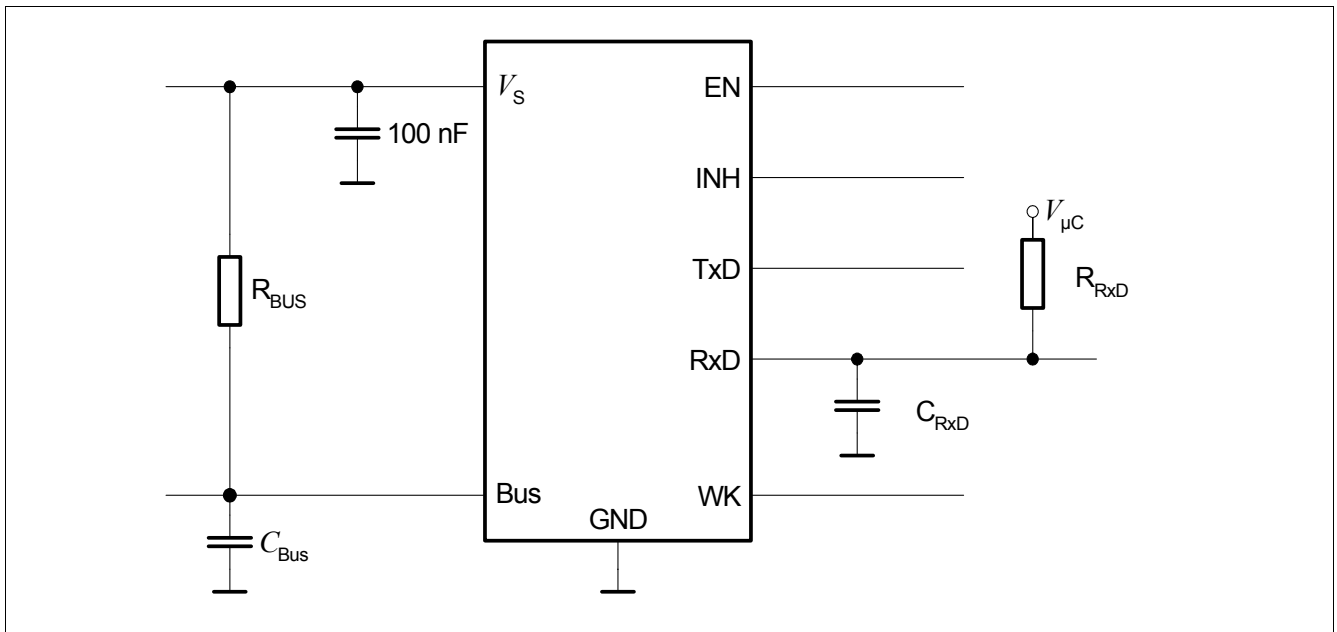 V_S
EN
100 nF
INH
V_µC
TxD
R_RxD
R_BUS
RxD
C_RxD
Bus
WK
GND
C_Bus